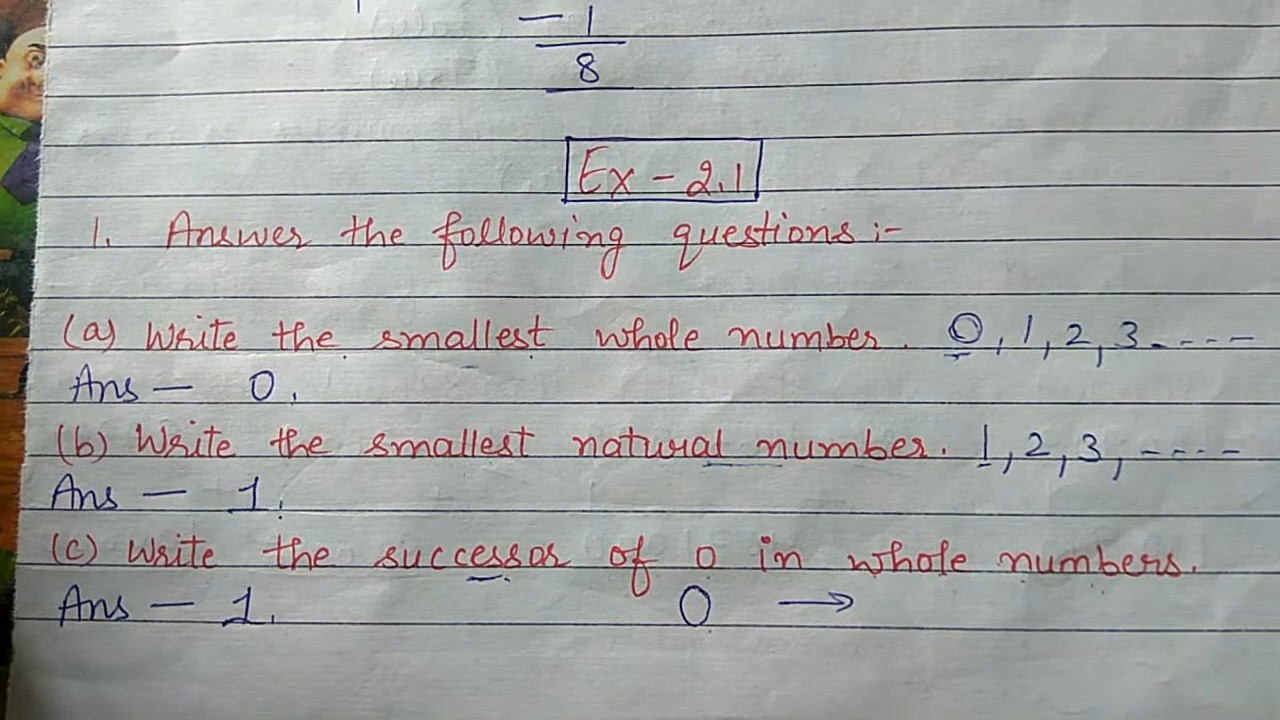 — 1
8
Ex - 2.1
1. Answer the following questions :-
(a) Write the smallest whole number. 0, 1, 2, 3 - - - -
Ans — 0.
(b) Write the smallest natural number. 1, 2, 3, - - - -
Ans — 1.
(c) Write the successor of 0 in whole numbers.
Ans — 1. 0 →